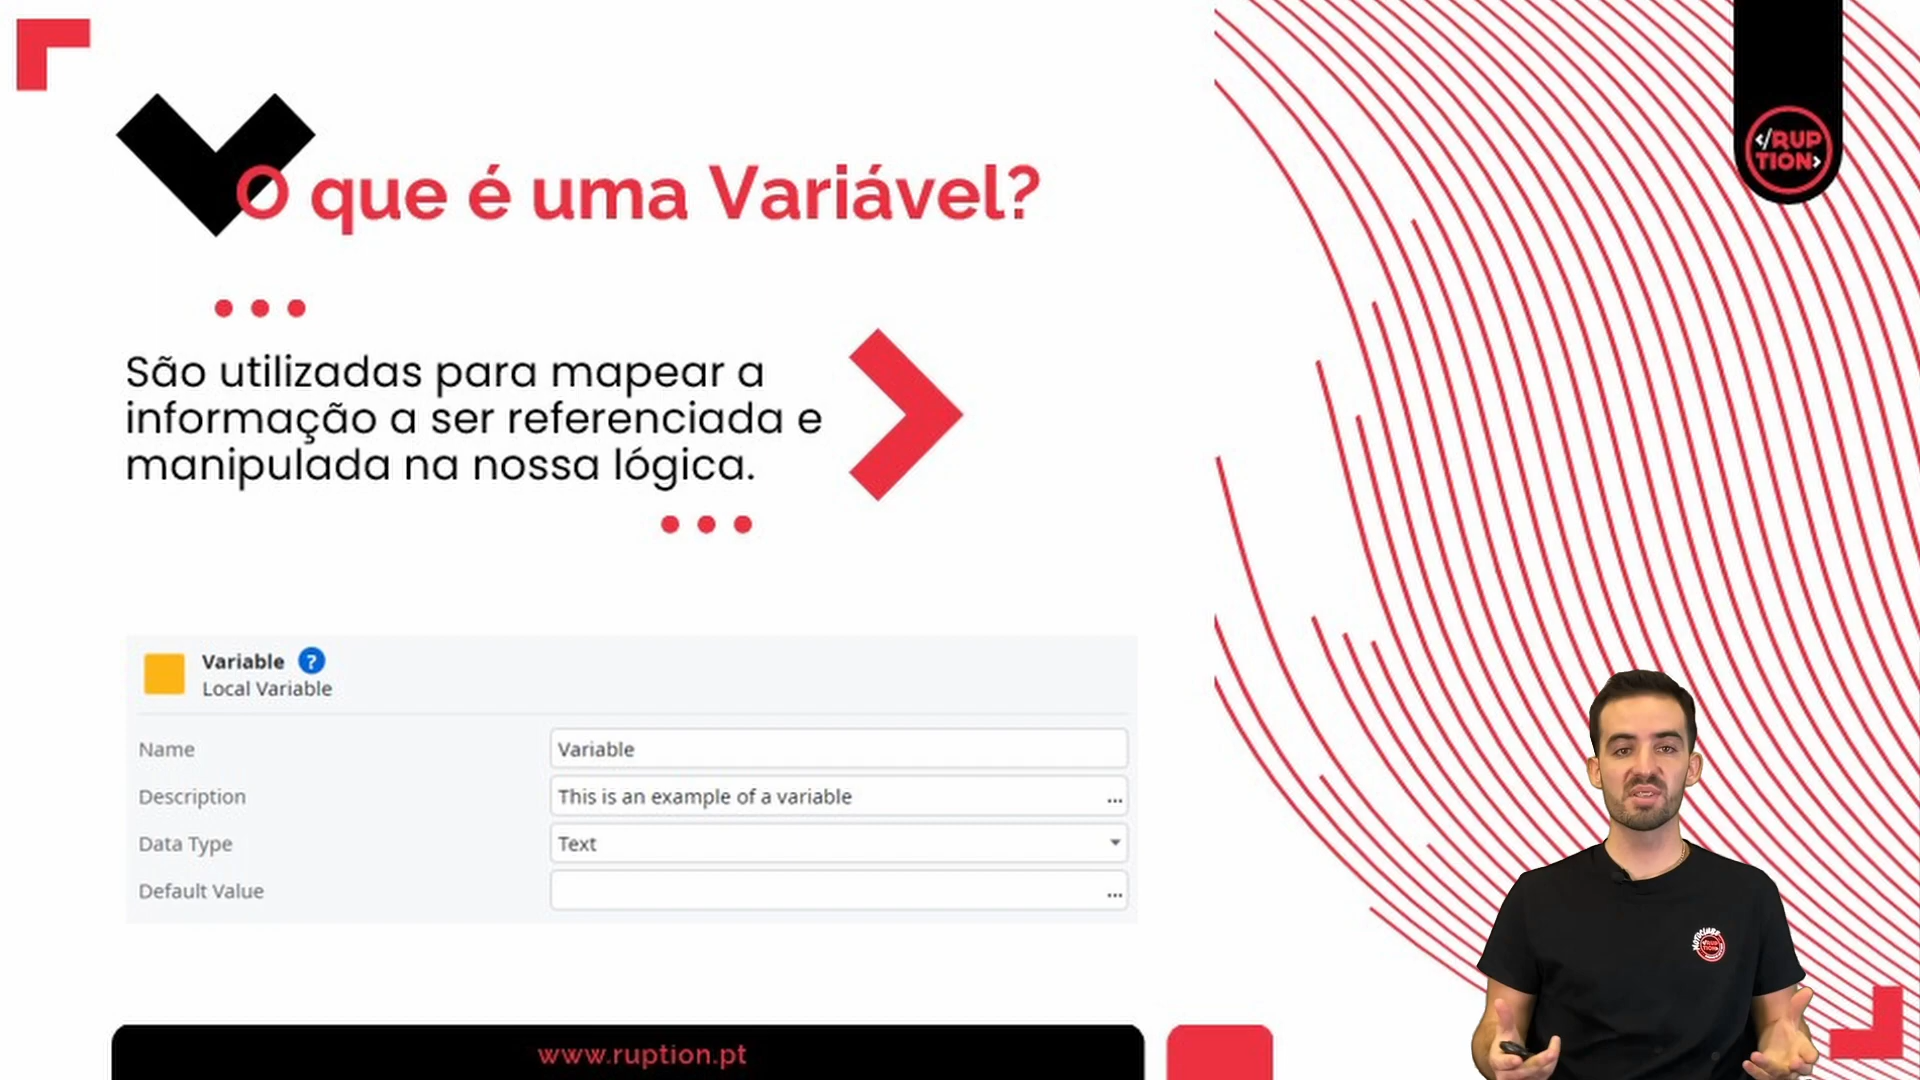 </RUP
TION>
O que é uma Variável?
São utilizadas para mapear a
informação a ser referenciada e
manipulada na nossa lógica.
Variable ?
Local Variable
Name Variable
Description This is an example of a variable ...
Data Type Text
Default Value ...
www.ruption.pt